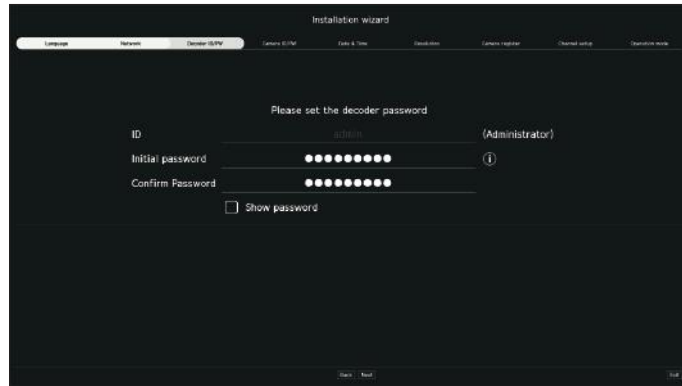 Installation wizard
Language Network Decoder ID/PW Camera ID/PW Date & Time Resolution Camera register Channel setup Operation mode
Please set the decoder password
ID admin (Administrator)
Initial password ●●●●●●●●● ⓘ
Confirm Password ●●●●●●●●●
Show password
Back Next Exit